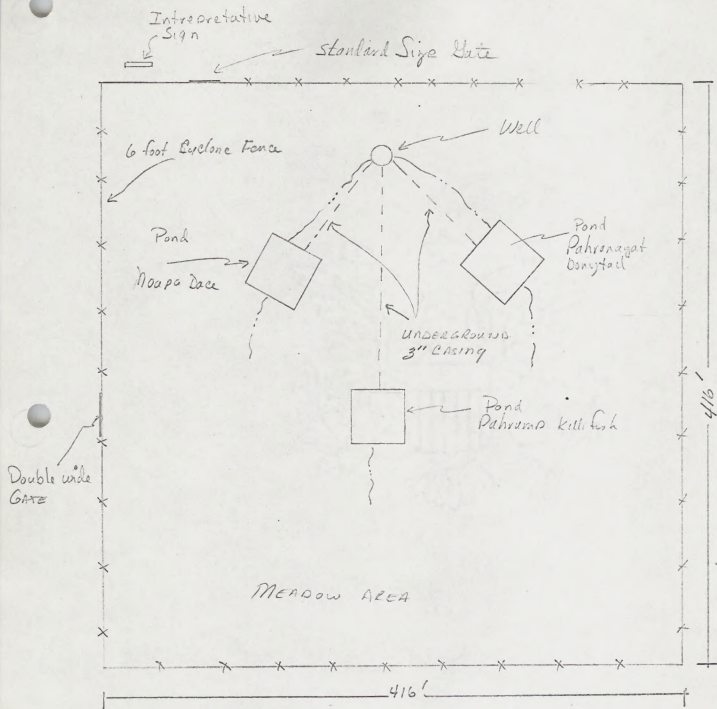 Intrepretative
Sign
Standard Size Gate
Well
6 foot Cyclone Fence
Pond
Moapa Dace
Pond
Pahranagat
Bonytail
UNDERGROUND
3" CASING
416'
Pond
Pahrump Killifish
Double wide
GATE
MEADOW AREA
416'